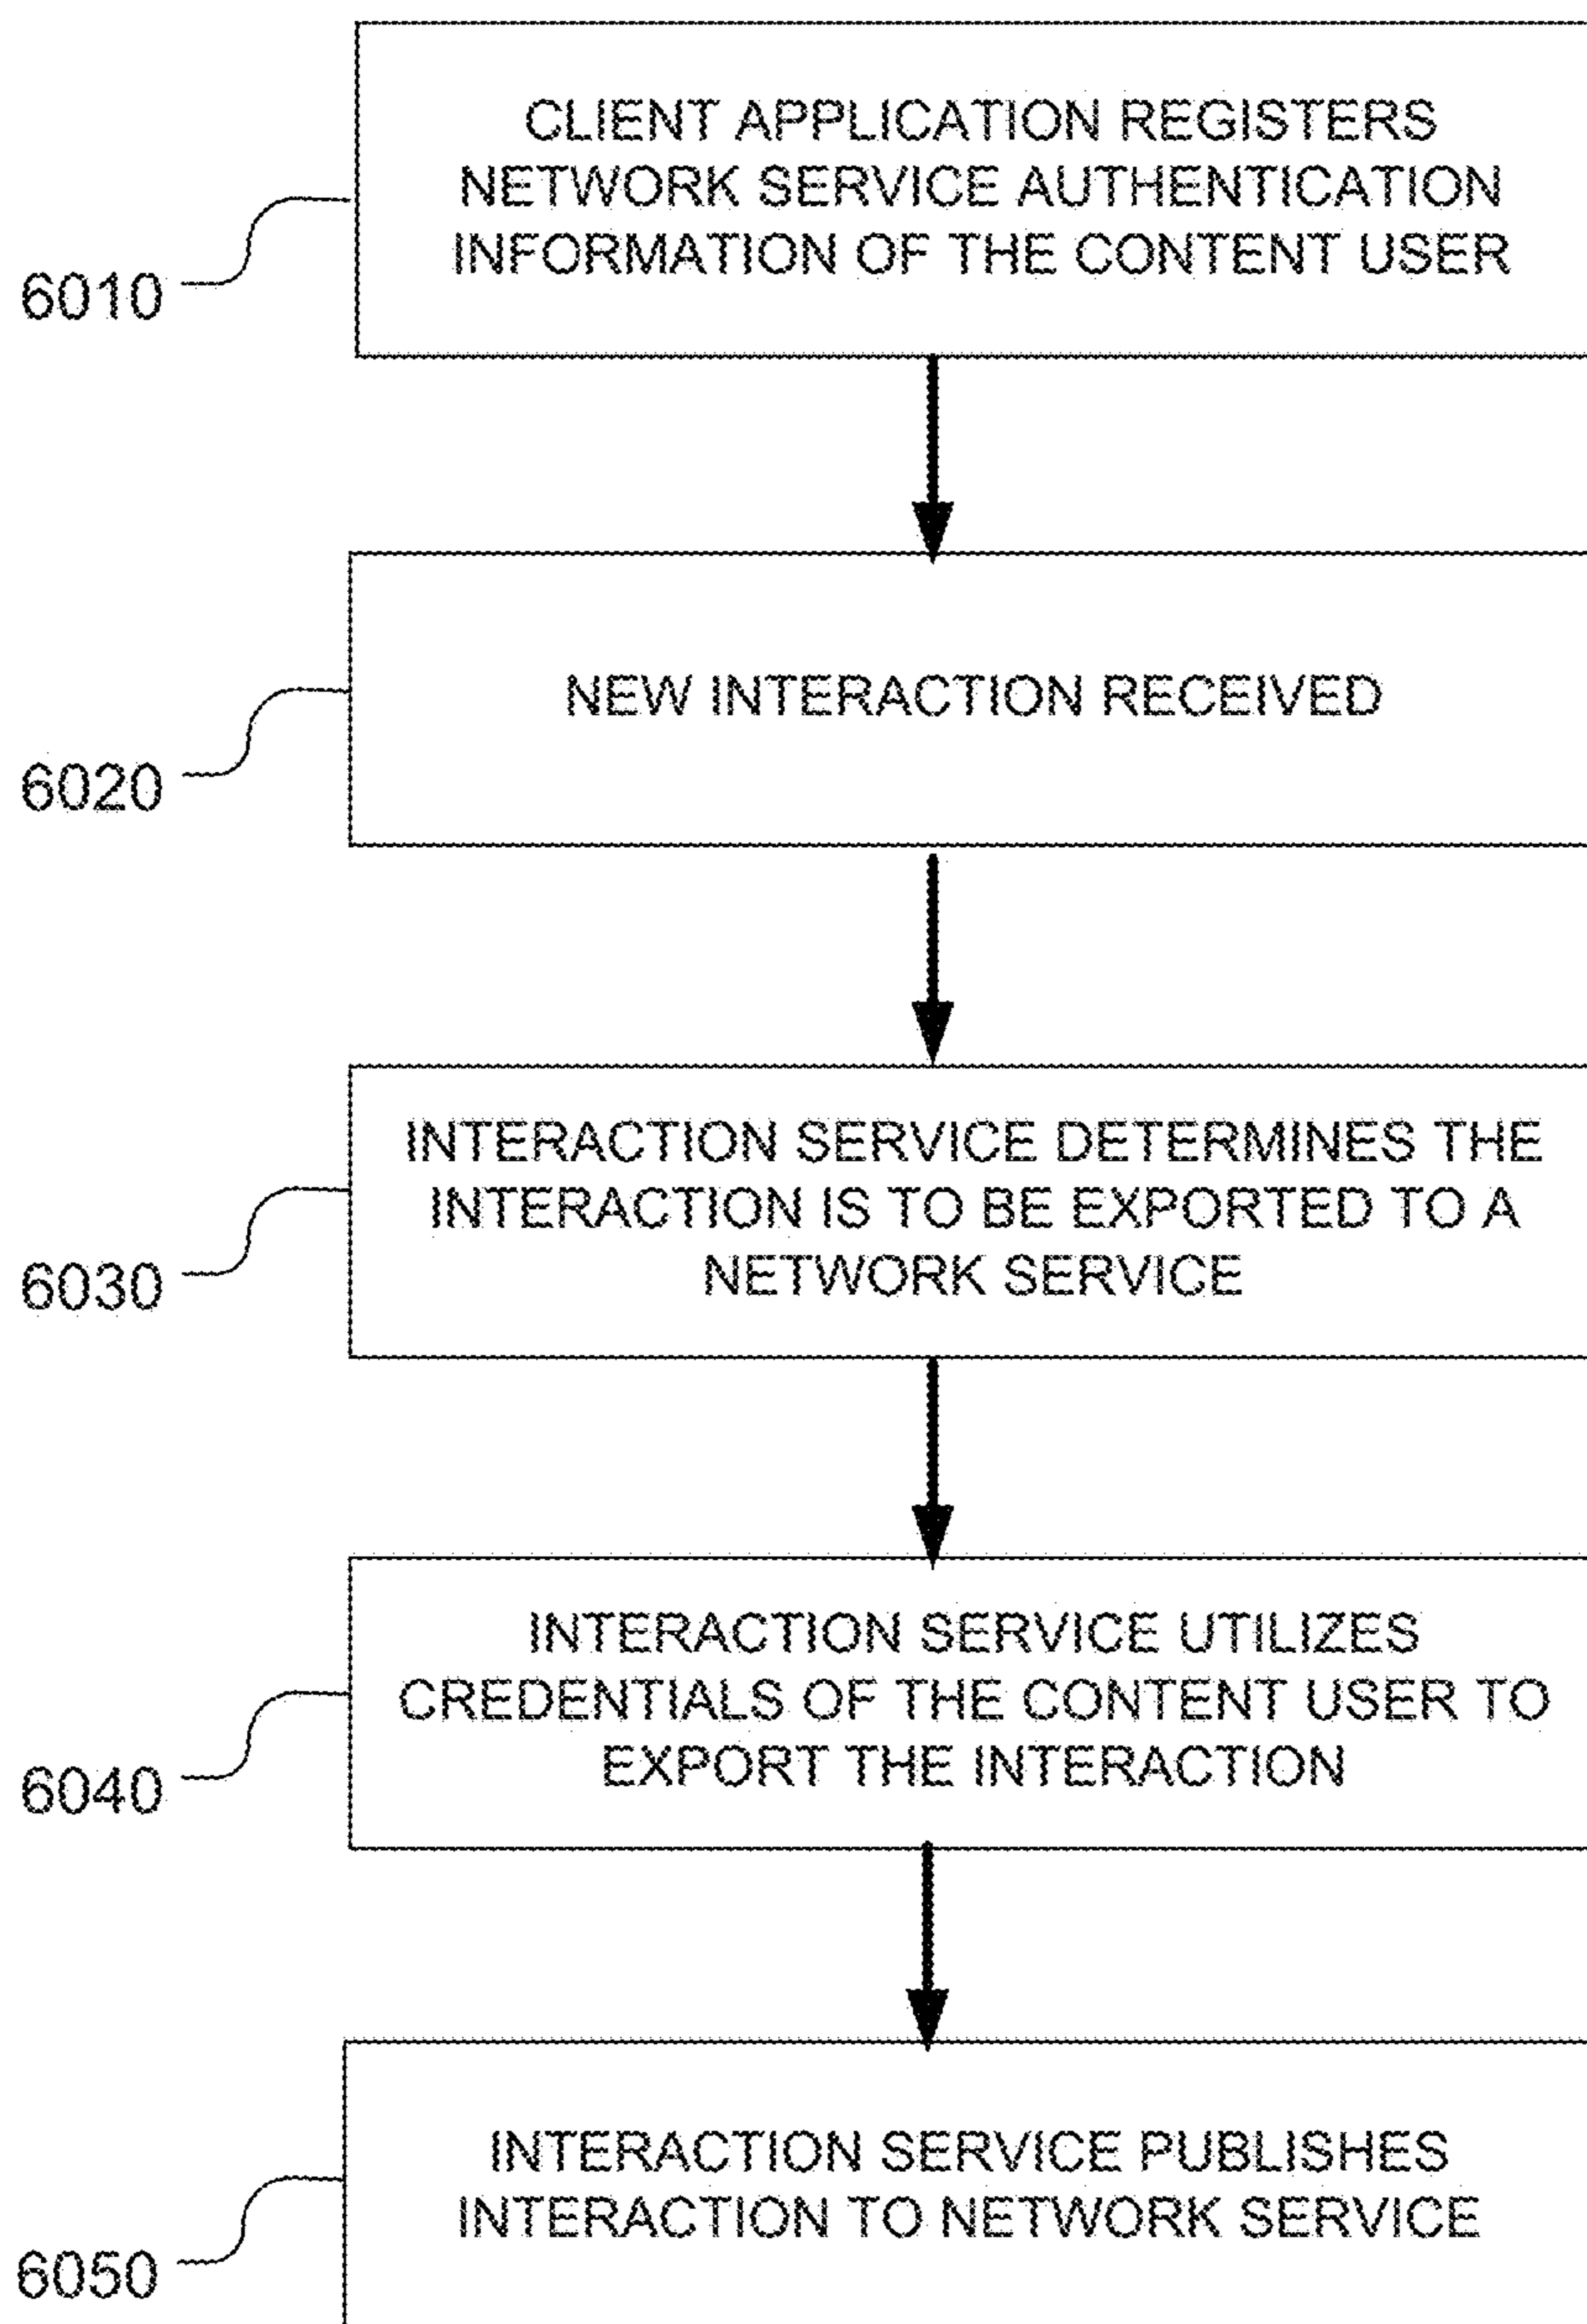 CLIENT APPLICATION REGISTERS
NETWORK SERVICE AUTHENTICATION
INFORMATION OF THE CONTENT USER
6010
NEW INTERACTION RECEIVED
6020
INTERACTION SERVICE DETERMINES THE
INTERACTION IS TO BE EXPORTED TO A
NETWORK SERVICE
6030
INTERACTION SERVICE UTILIZES
CREDENTIALS OF THE CONTENT USER TO
EXPORT THE INTERACTION
6040
INTERACTION SERVICE PUBLISHES
INTERACTION TO NETWORK SERVICE
6050